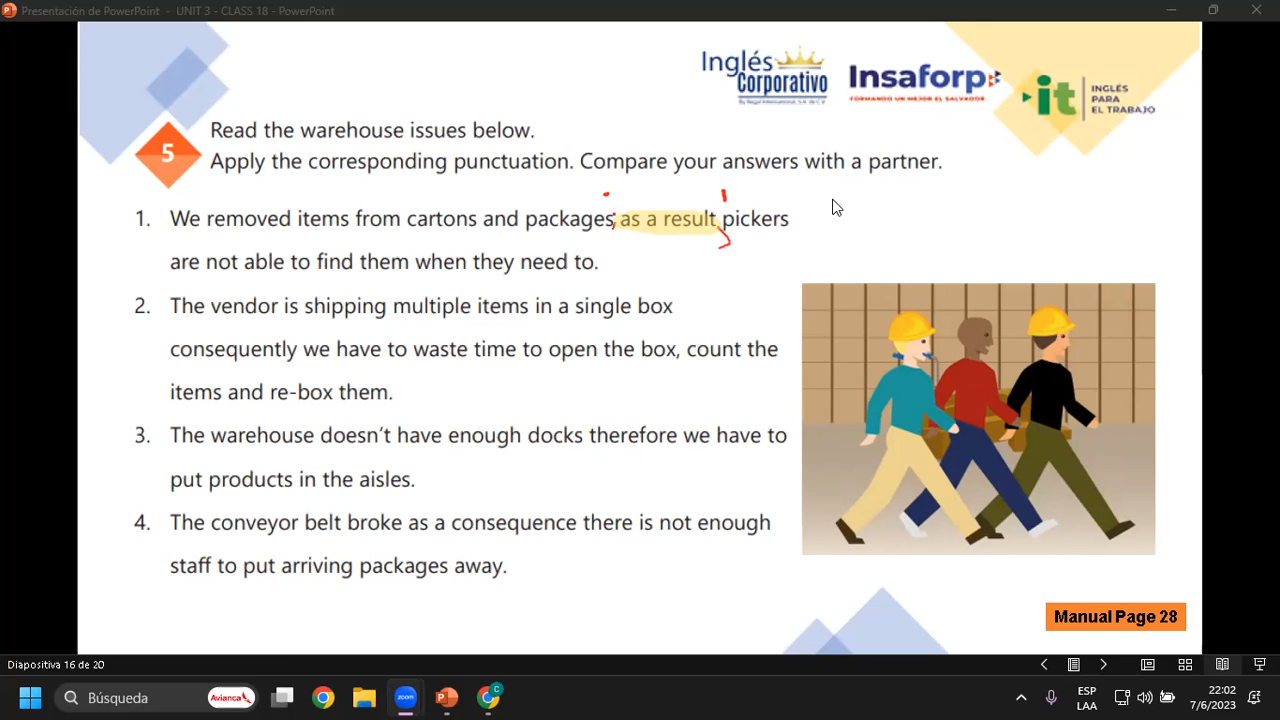 Presentación de PowerPoint - UNIT 3 - CLASS 18 - PowerPoint
Inglés
Corporativo
Insaforp
FORMANDO UN MEJOR EL SALVADOR
it
INGLÉS
PARA
EL TRABAJO
5
Read the warehouse issues below.
Apply the corresponding punctuation. Compare your answers with a partner.
1. We removed items from cartons and packages; as a result, pickers
are not able to find them when they need to.
2. The vendor is shipping multiple items in a single box
consequently we have to waste time to open the box, count the
items and re-box them.
3. The warehouse doesn't have enough docks therefore we have to
put products in the aisles.
4. The conveyor belt broke as a consequence there is not enough
staff to put arriving packages away.
Manual Page 28
Diapositiva 16 de 20
Búsqueda
Avianca
zoom
C
ESP
LAA
22:02
7/6/2023